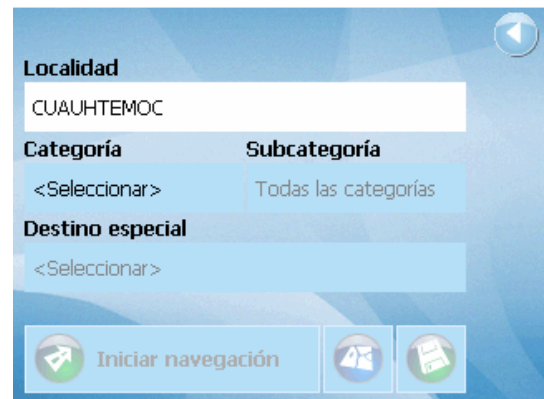 Localidad
CUAUHTEMOC
Categoría Subcategoría
<Seleccionar> Todas las categorías
Destino especial
<Seleccionar>
Iniciar navegación